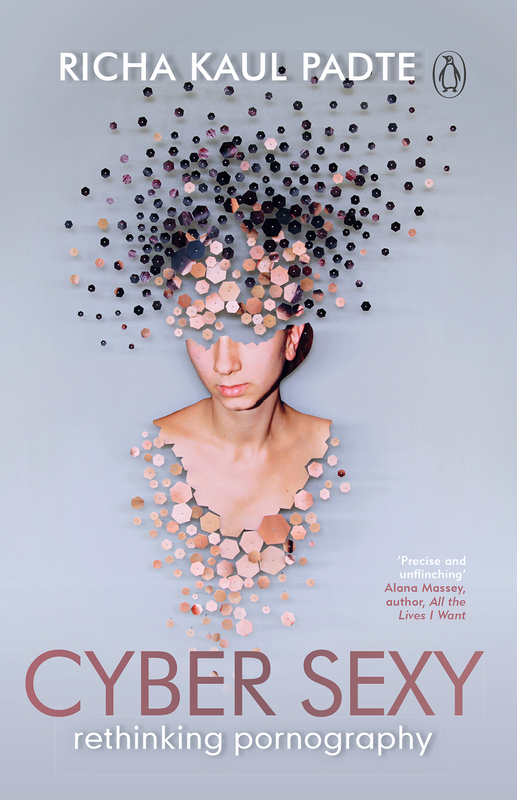 RICHA KAUL PADTE
'Precise and
unflinching'
Alana Massey,
author, All the
Lives I Want
CYBER SEXY
rethinking pornography